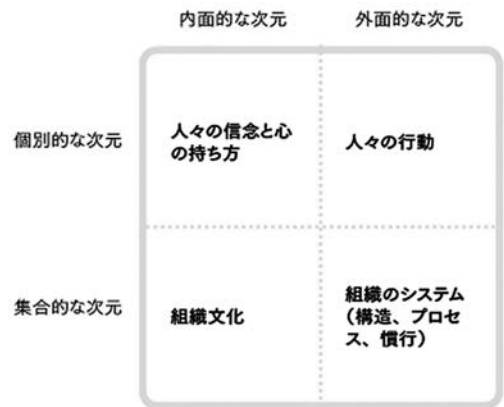 内面的な次元
外面的な次元
個別的な次元
人々の信念と心
の持ち方
人々の行動
集合的な次元
組織文化
組織のシステム
(構造、プロセ
ス、慣行)